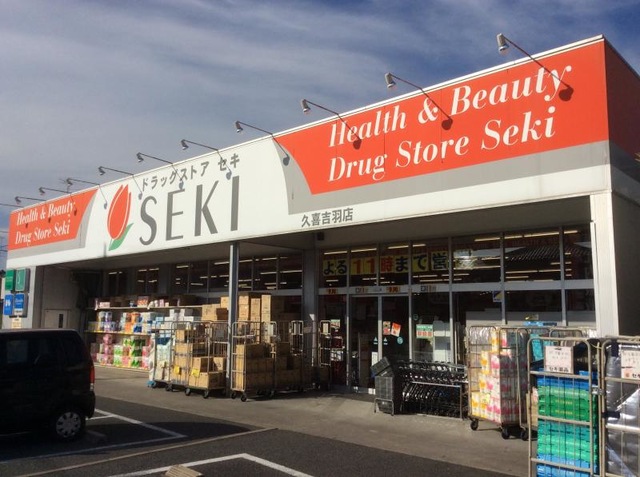 Health & Beauty
Drug Store Seki
ドラッグストア セキ
SEKI
久喜吉羽店
Health & Beauty
Drug Store Seki
よる11時まで営